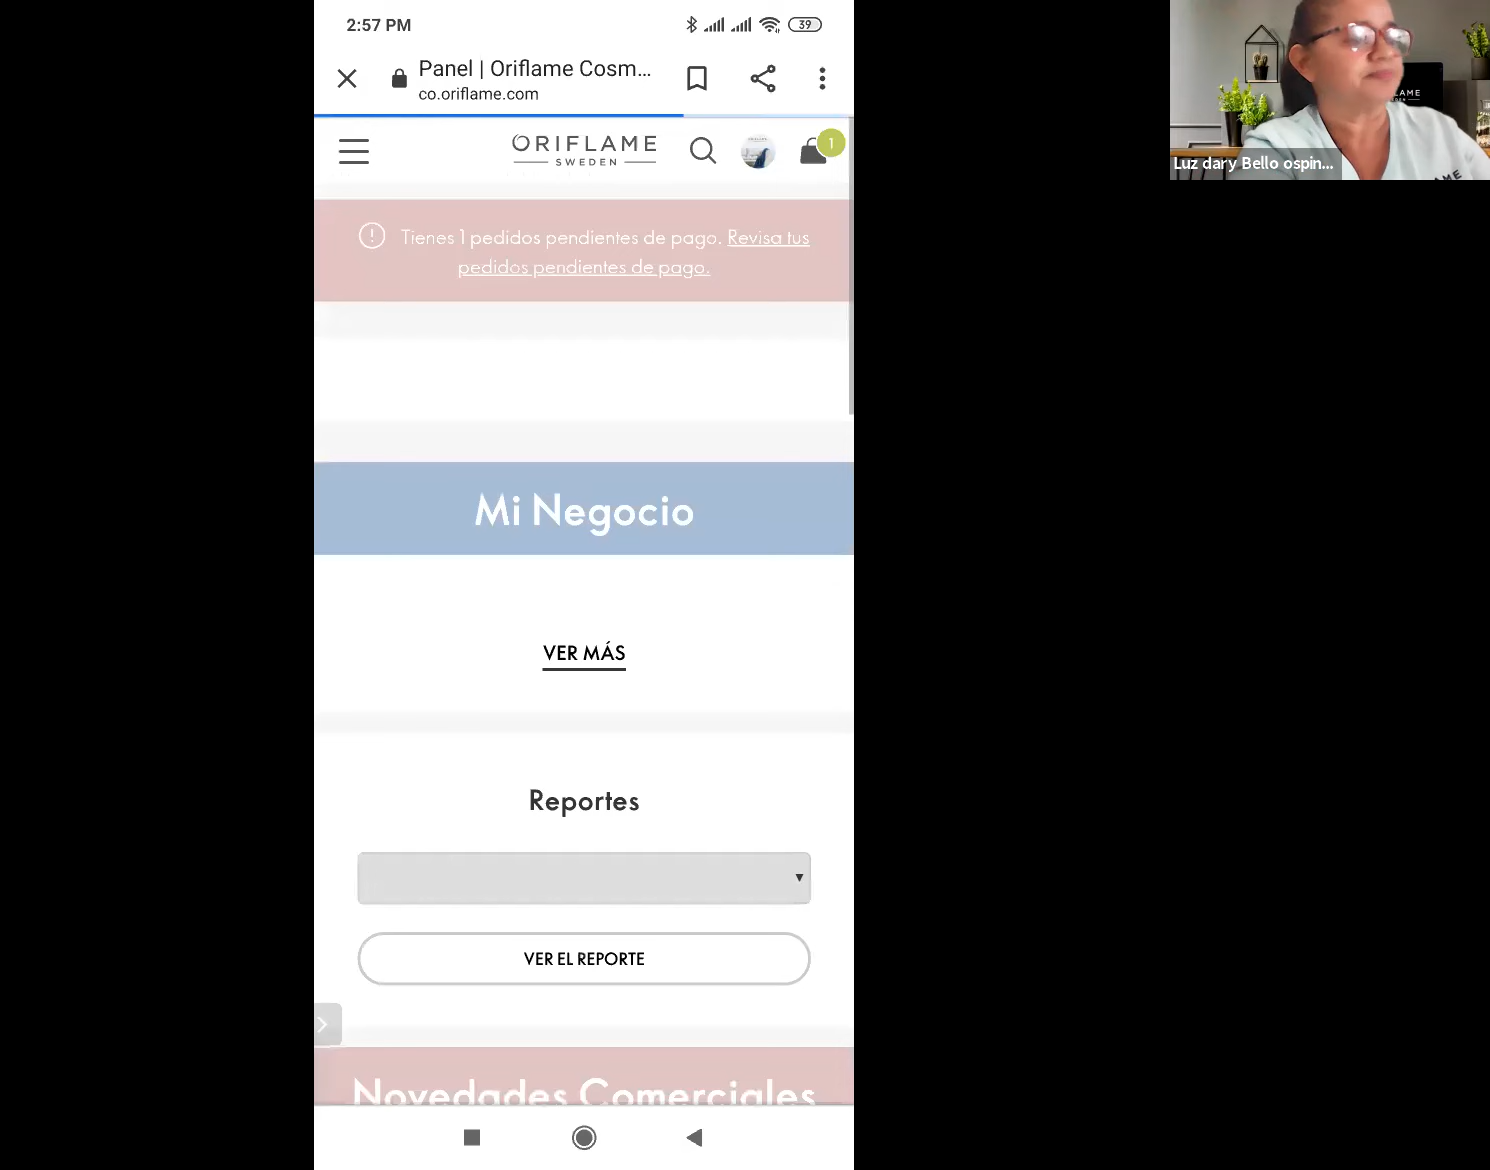 2:57 PM
39
Panel | Oriflame Cosm...
co.oriflame.com
ORIFLAME
SWEDEN
1
Tienes 1 pedidos pendientes de pago. Revisa tus
pedidos pendientes de pago.
Mi Negocio
VER MÁS
Reportes
VER EL REPORTE
Novedades Comerciales
Luz dary Bello ospin...